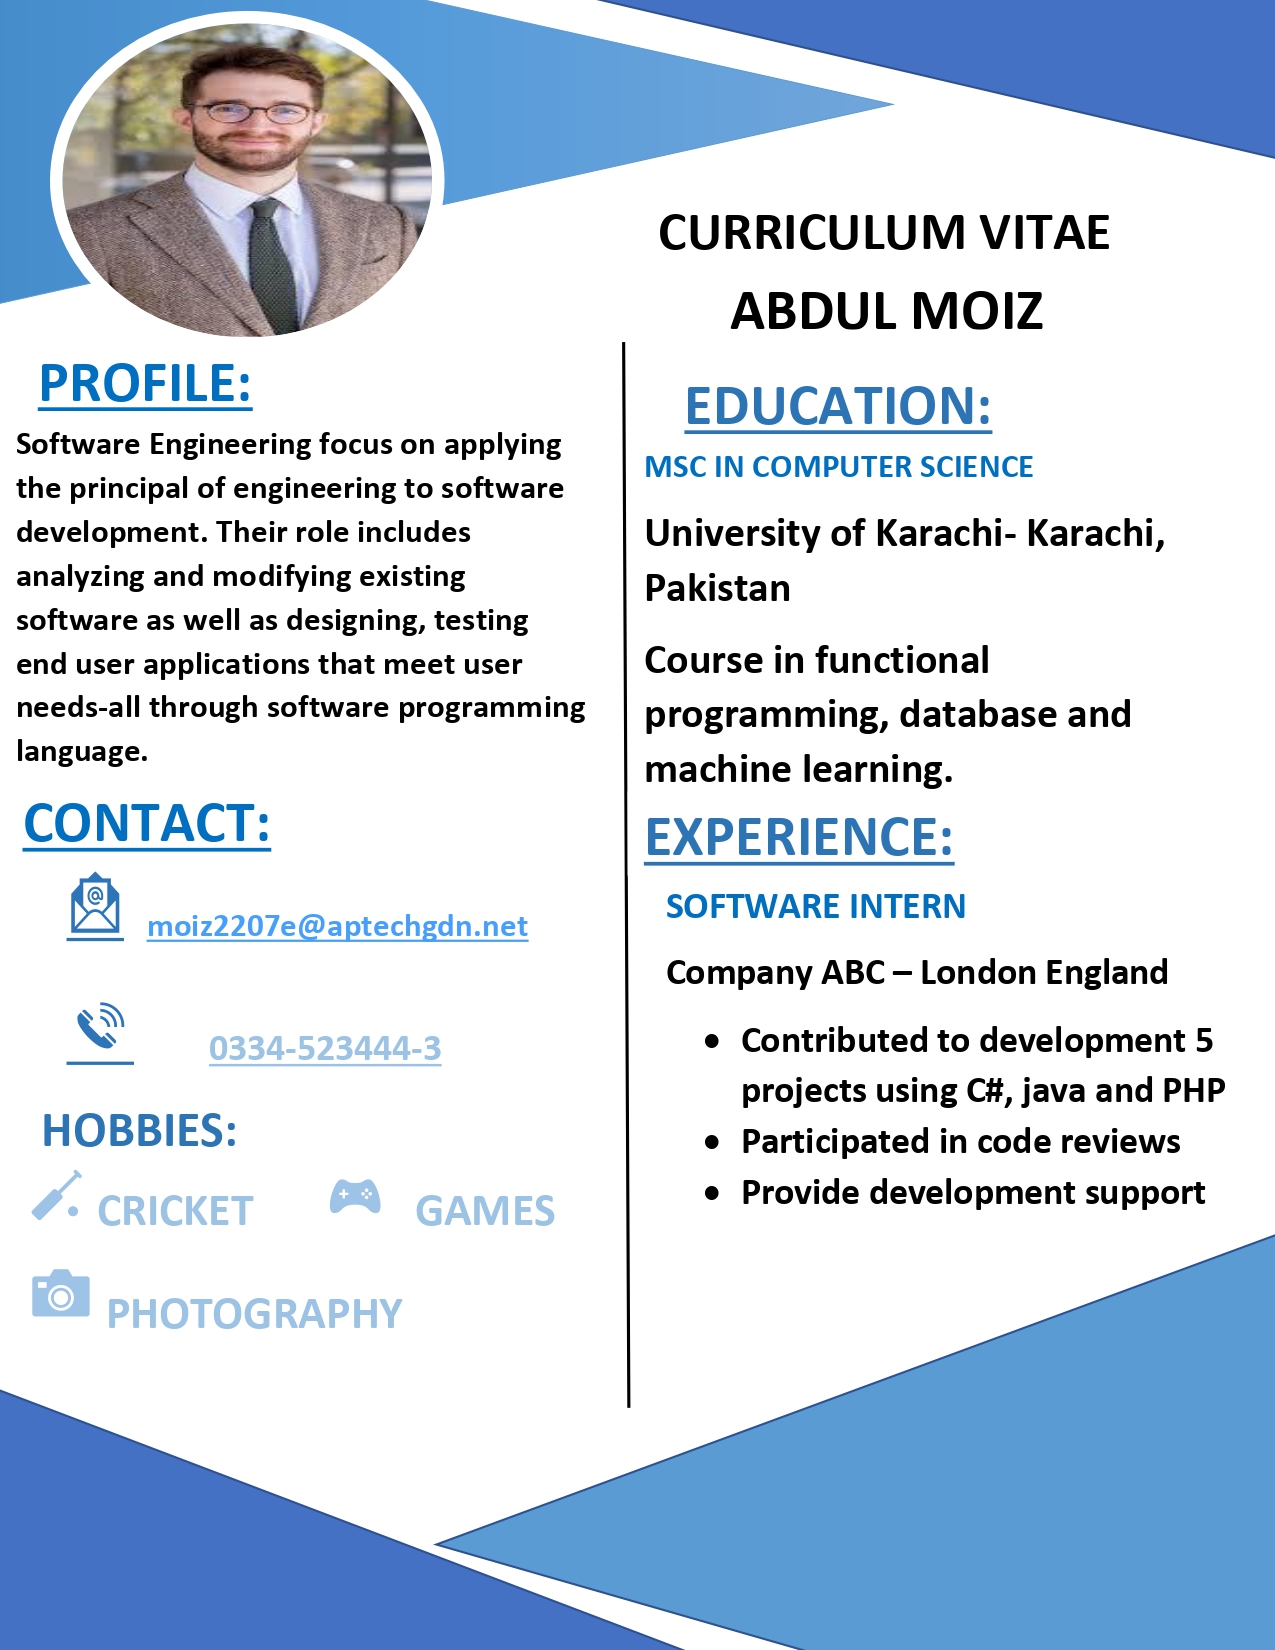 CURRICULUM VITAE
ABDUL MOIZ
PROFILE:
Software Engineering focus on applying
the principal of engineering to software
development. Their role includes
analyzing and modifying existing
software as well as designing, testing
end user applications that meet user
needs-all through software programming
language.
CONTACT:
@
moiz2207e@aptechgdn.net
0334-523444-3
HOBBIES:
CRICKET
GAMES
PHOTOGRAPHY
EDUCATION:
MSC IN COMPUTER SCIENCE
University of Karachi- Karachi,
Pakistan
Course in functional
programming, database and
machine learning.
EXPERIENCE:
SOFTWARE INTERN
Company ABC – London England
• Contributed to development 5
projects using C#, java and PHP
• Participated in code reviews
• Provide development support